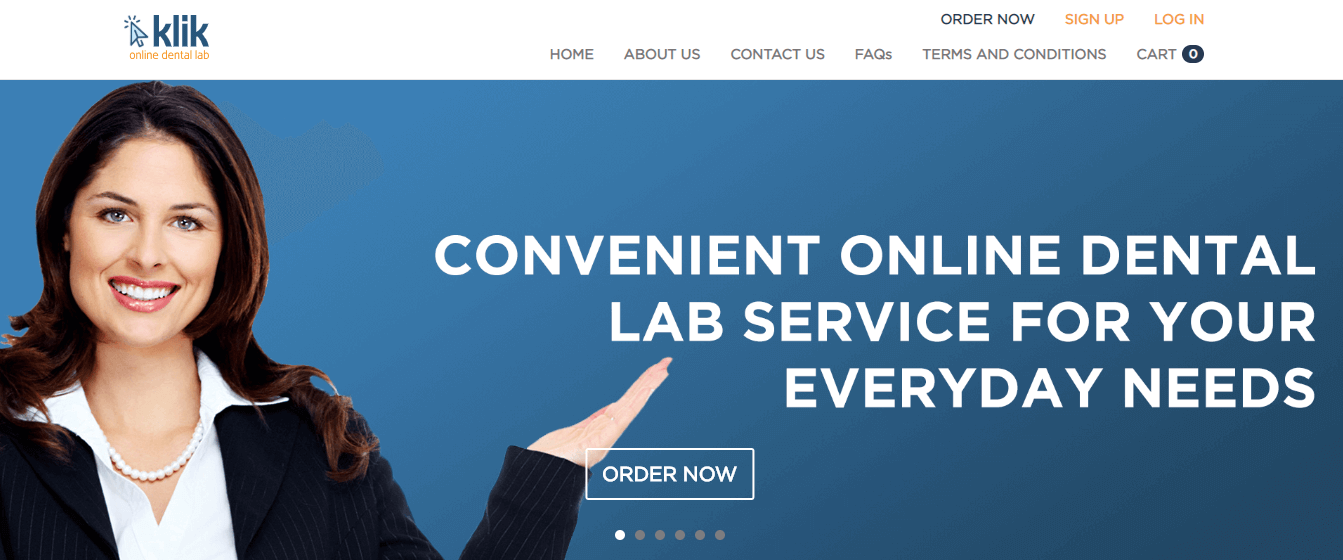 klik
online dental lab
ORDER NOW SIGN UP LOG IN
HOME ABOUT US CONTACT US FAQs TERMS AND CONDITIONS CART 0
CONVENIENT ONLINE DENTAL
LAB SERVICE FOR YOUR
EVERYDAY NEEDS
ORDER NOW